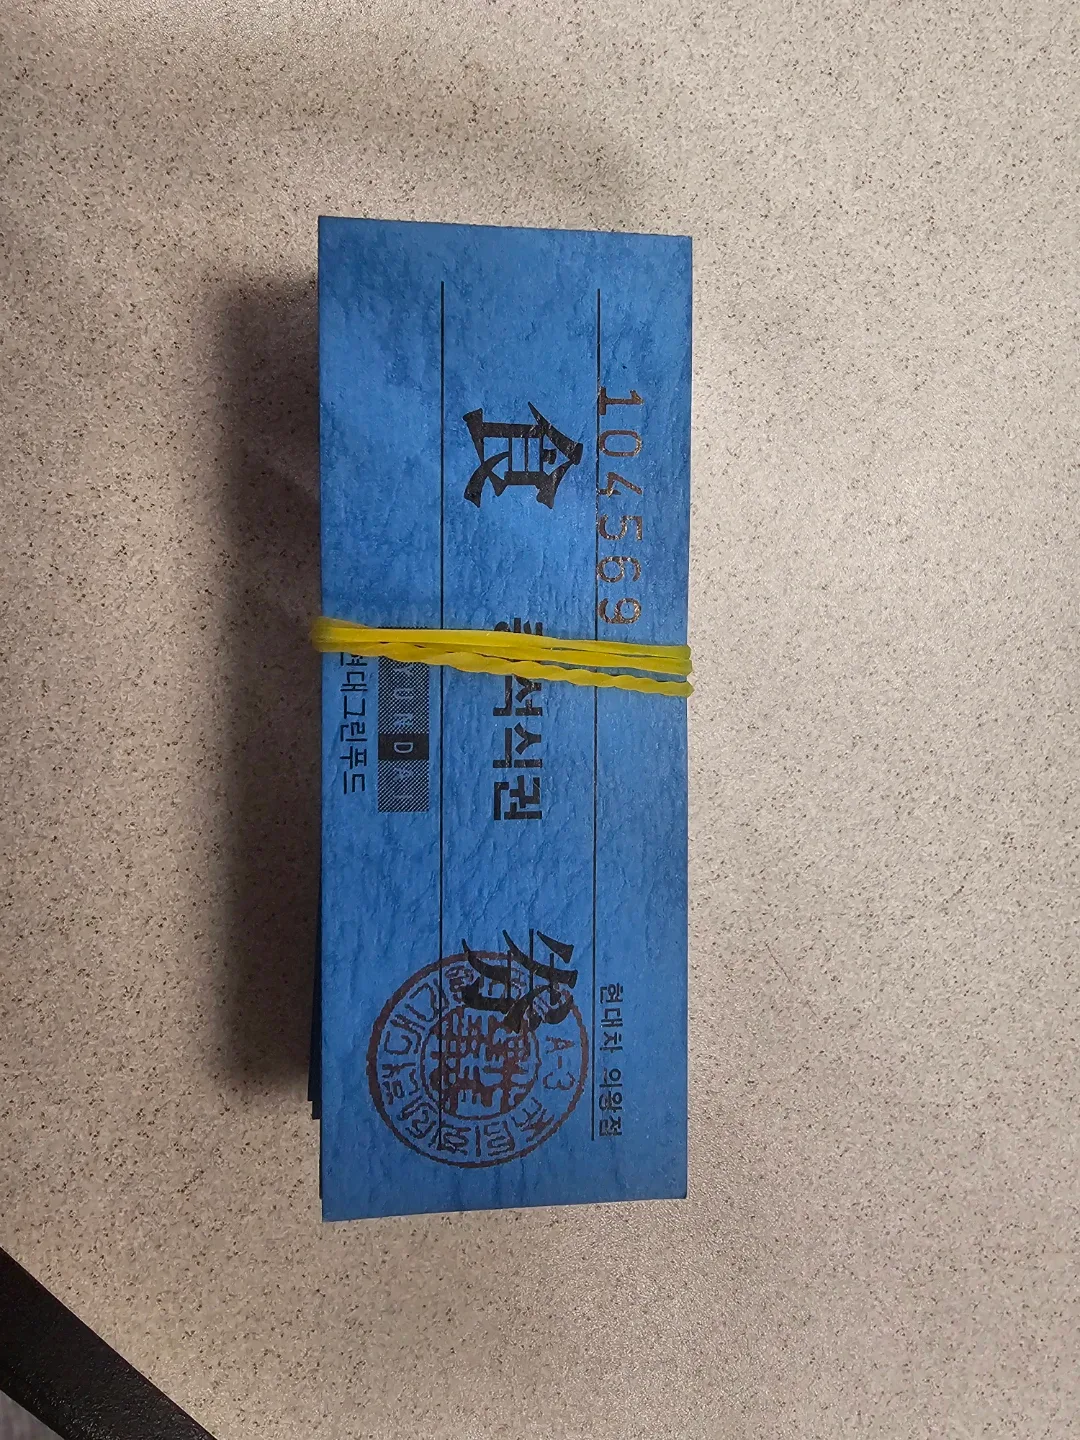 104569
현대차 의왕점
食 석식권 券
YUNDAI
현대그린푸드
A-3